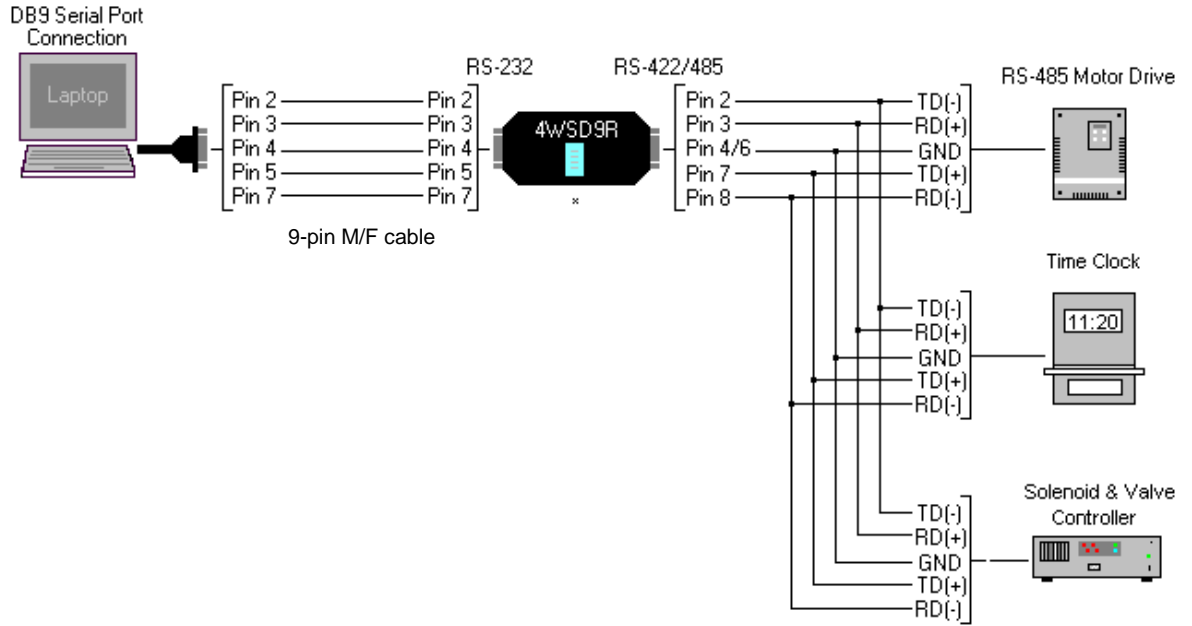 DB9 Serial Port
Connection
Laptop
Pin 2
Pin 3
Pin 4
Pin 5
Pin 7
Pin 2
Pin 3
Pin 4
Pin 5
Pin 7
9-pin M/F cable
RS-232
4WSD9R
RS-422/485
Pin 2
Pin 3
Pin 4/6
Pin 7
Pin 8
TD(-)
RD(+)
GND
TD(+)
RD(-)
RS-485 Motor Drive
TD(-)
RD(+)
GND
TD(+)
RD(-)
Time Clock
11:20
TD(-)
RD(+)
GND
TD(+)
RD(-)
Solenoid & Valve
Controller